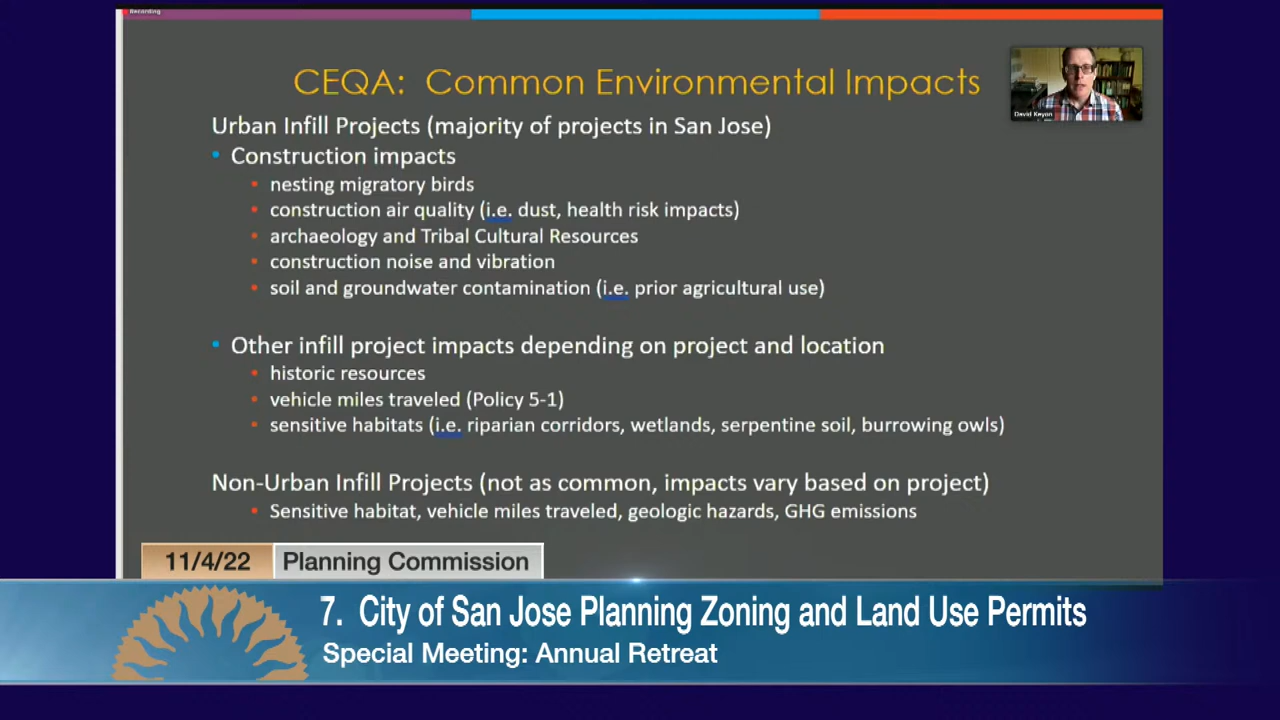 Recording
CEQA: Common Environmental Impacts
David Keyon
Urban Infill Projects (majority of projects in San Jose)
• Construction impacts
• nesting migratory birds
• construction air quality (i.e. dust, health risk impacts)
• archaeology and Tribal Cultural Resources
• construction noise and vibration
• soil and groundwater contamination (i.e. prior agricultural use)
• Other infill project impacts depending on project and location
• historic resources
• vehicle miles traveled (Policy 5-1)
• sensitive habitats (i.e. riparian corridors, wetlands, serpentine soil, burrowing owls)
Non-Urban Infill Projects (not as common, impacts vary based on project)
• Sensitive habitat, vehicle miles traveled, geologic hazards, GHG emissions
11/4/22 Planning Commission
7. City of San Jose Planning Zoning and Land Use Permits
Special Meeting: Annual Retreat